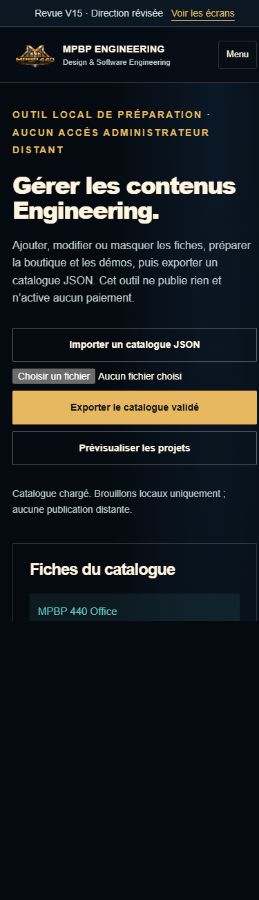 Revue V15 · Direction révisée Voir les écrans
MPBP 440
MPBP ENGINEERING
Design & Software Engineering
Menu
OUTIL LOCAL DE PRÉPARATION ·
AUCUN ACCÈS ADMINISTRATEUR
DISTANT
Gérer les contenus
Engineering.
Ajouter, modifier ou masquer les fiches, préparer
la boutique et les démos, puis exporter un
catalogue JSON. Cet outil ne publie rien et
n'active aucun paiement.
Importer un catalogue JSON
Choisir un fichier Aucun fichier choisi
Exporter le catalogue validé
Prévisualiser les projets
Catalogue chargé. Brouillons locaux uniquement ;
aucune publication distante.
Fiches du catalogue
MPBP 440 Office